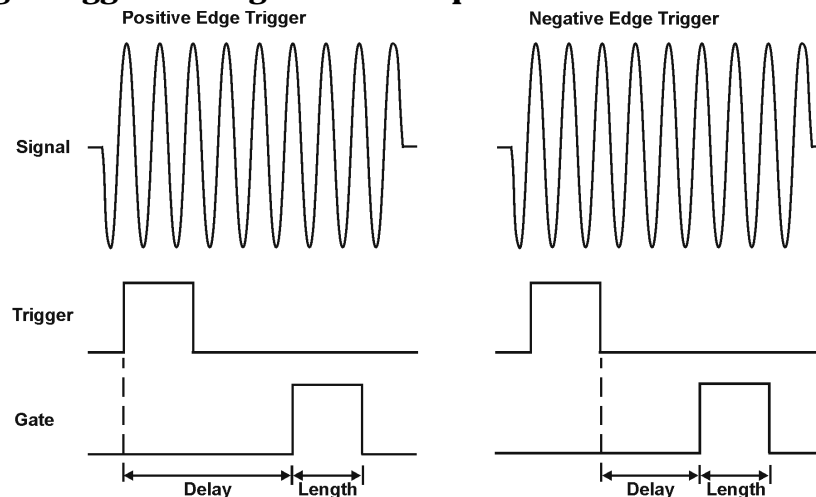 Positive Edge Trigger
Negative Edge Trigger
Signal
Trigger
Gate
Delay
Length
Delay
Length